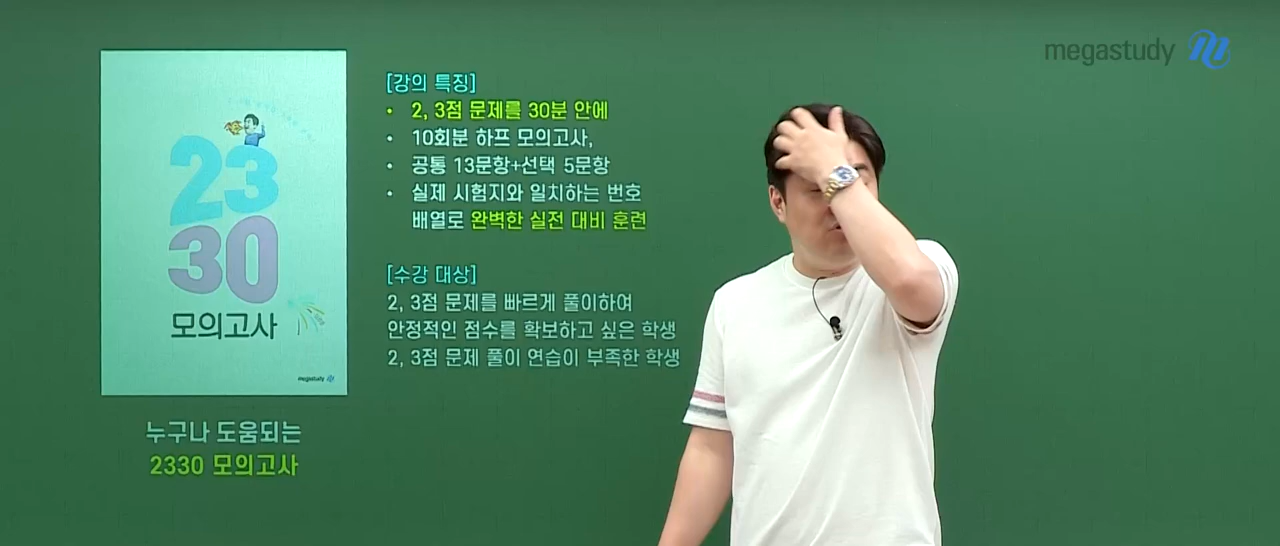 megastudy
23
30
모의고사
megastudy
누구나 도움되는
2330 모의고사
[강의 특징]
• 2, 3점 문제를 30분 안에
• 10회분 하프 모의고사,
• 공통 13문항+선택 5문항
• 실제 시험지와 일치하는 번호
배열로 완벽한 실전 대비 훈련
[수강 대상]
2, 3점 문제를 빠르게 풀이하여
안정적인 점수를 확보하고 싶은 학생
2, 3점 문제 풀이 연습이 부족한 학생